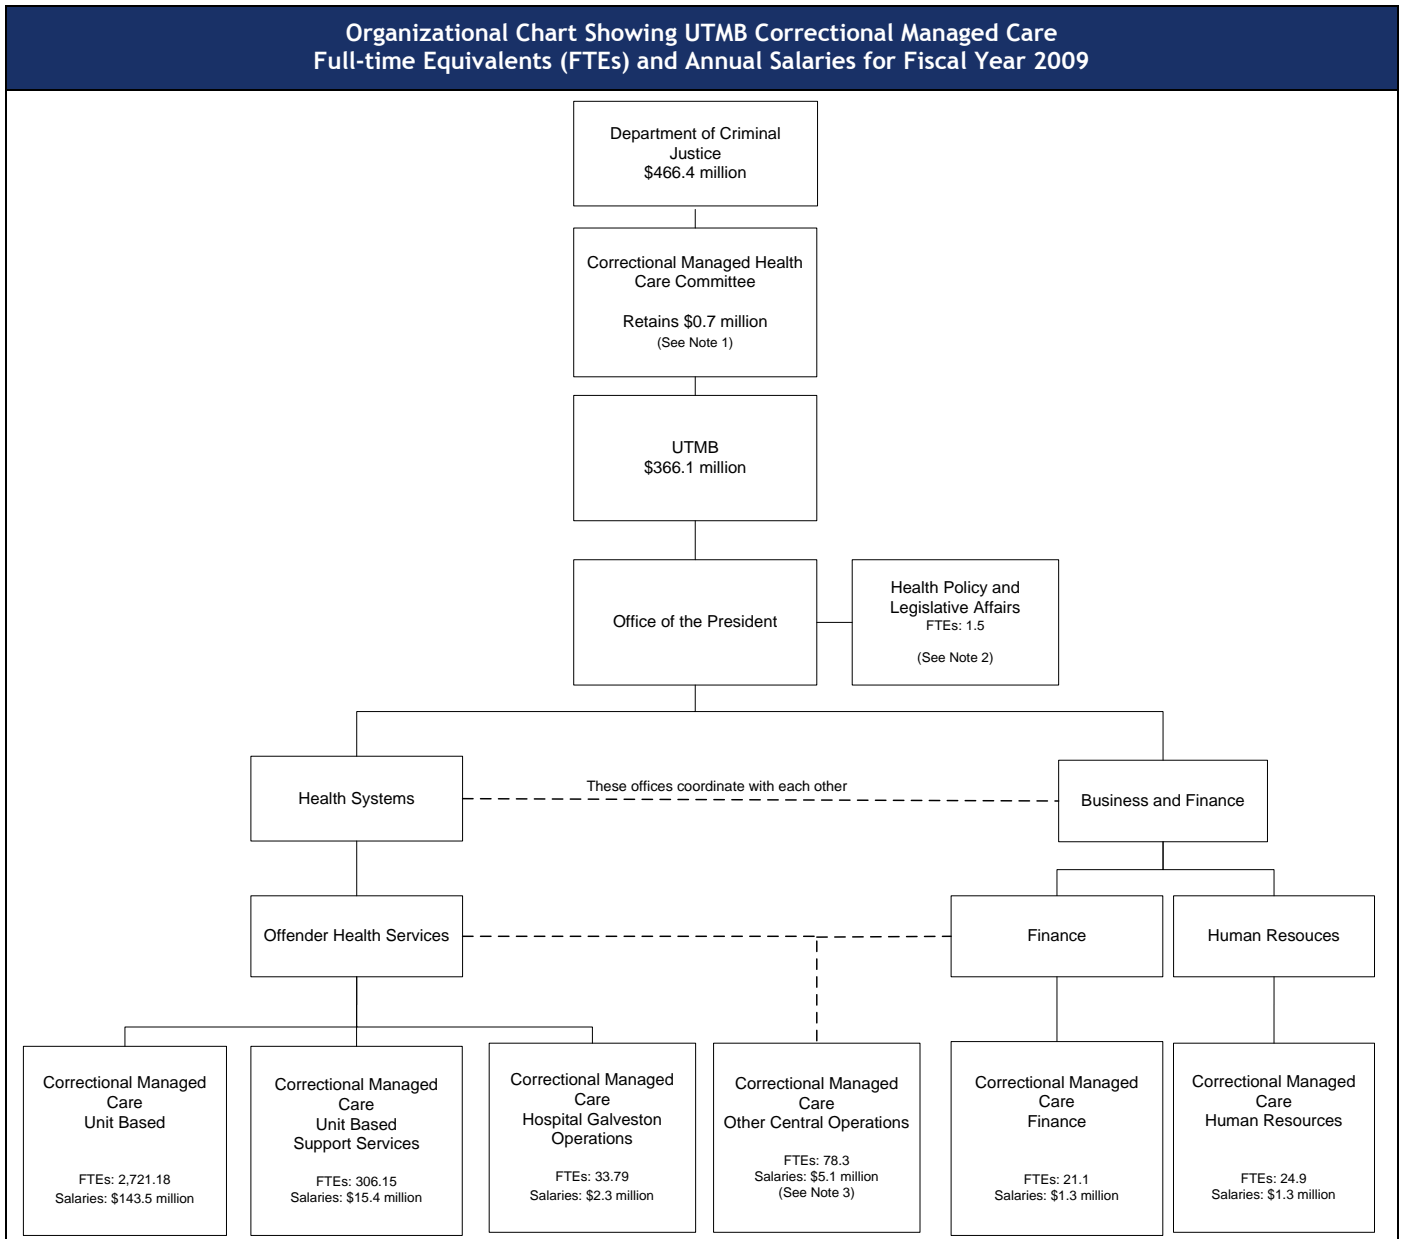 Organizational Chart Showing UTMB Correctional Managed Care
Full-time Equivalents (FTEs) and Annual Salaries for Fiscal Year 2009
Department of Criminal
Justice
$466.4 million
Correctional Managed Health
Care Committee
Retains $0.7 million
(See Note 1)
UTMB
$366.1 million
Office of the President
Health Policy and
Legislative Affairs
FTEs: 1.5
(See Note 2)
Health Systems
These offices coordinate with each other
Business and Finance
Offender Health Services
Finance
Human Resouces
Correctional Managed
Care
Unit Based
FTEs: 2,721.18
Salaries: $143.5 million
Correctional Managed
Care
Unit Based
Support Services
FTEs: 306.15
Salaries: $15.4 million
Correctional Managed
Care
Hospital Galveston
Operations
FTEs: 33.79
Salaries: $2.3 million
Correctional Managed
Care
Other Central Operations
FTEs: 78.3
Salaries: $5.1 million
(See Note 3)
Correctional Managed
Care
Finance
FTEs: 21.1
Salaries: $1.3 million
Correctional Managed
Care
Human Resources
FTEs: 24.9
Salaries: $1.3 million